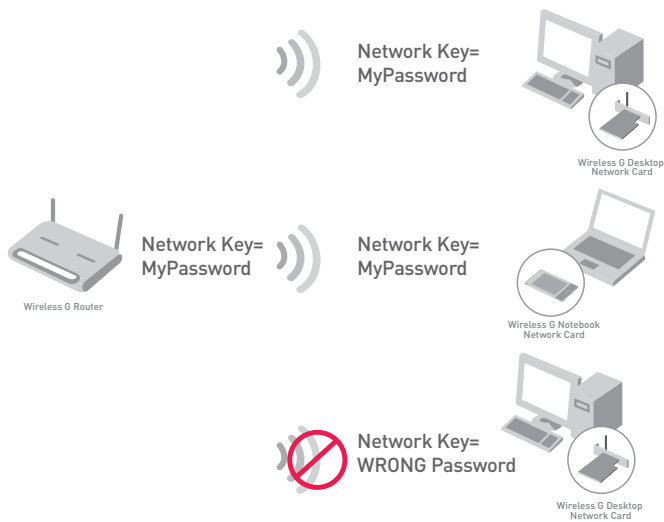 Network Key=
MyPassword
Wireless G Desktop
Network Card
Network Key=
MyPassword
Wireless G Router
Network Key=
MyPassword
Wireless G Notebook
Network Card
Network Key=
WRONG Password
Wireless G Desktop
Network Card